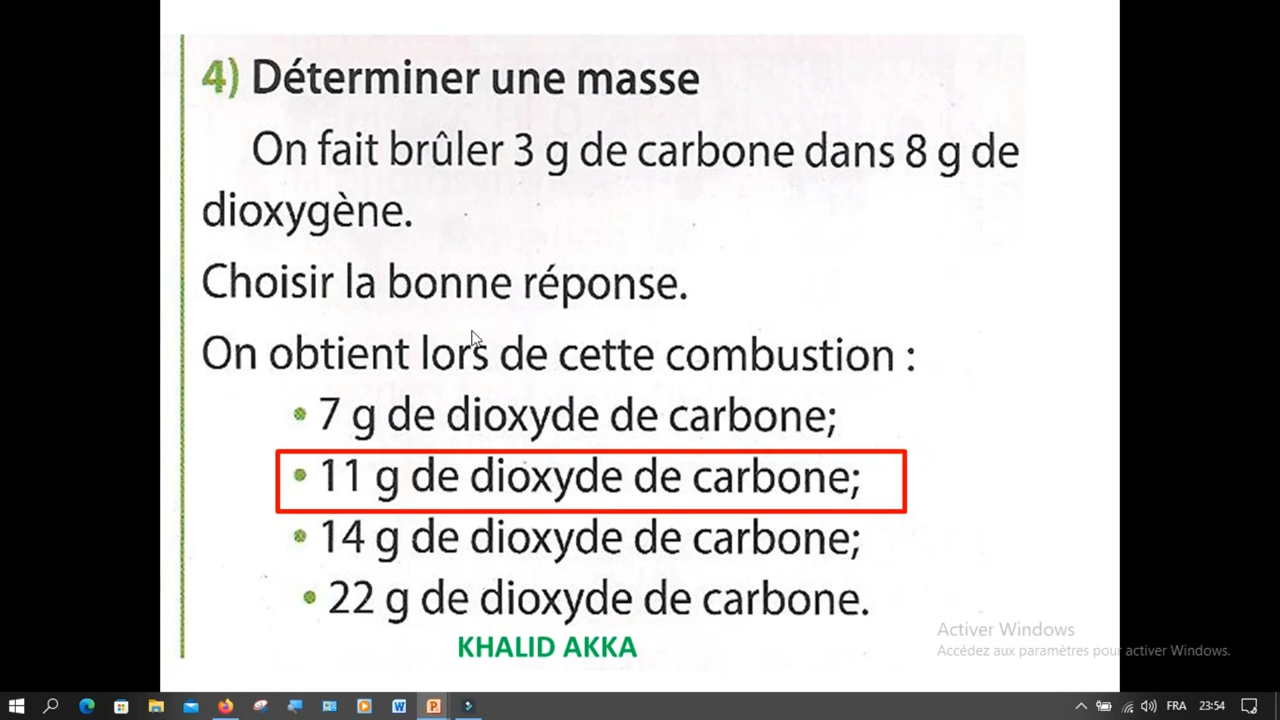 4) Déterminer une masse
On fait brûler 3 g de carbone dans 8 g de
dioxygène.
Choisir la bonne réponse.
On obtient lors de cette combustion :
• 7 g de dioxyde de carbone;
• 11 g de dioxyde de carbone;
• 14 g de dioxyde de carbone;
• 22 g de dioxyde de carbone.
KHALID AKKA
Activer Windows
Accédez aux paramètres pour activer Windows.
FRA 23:54